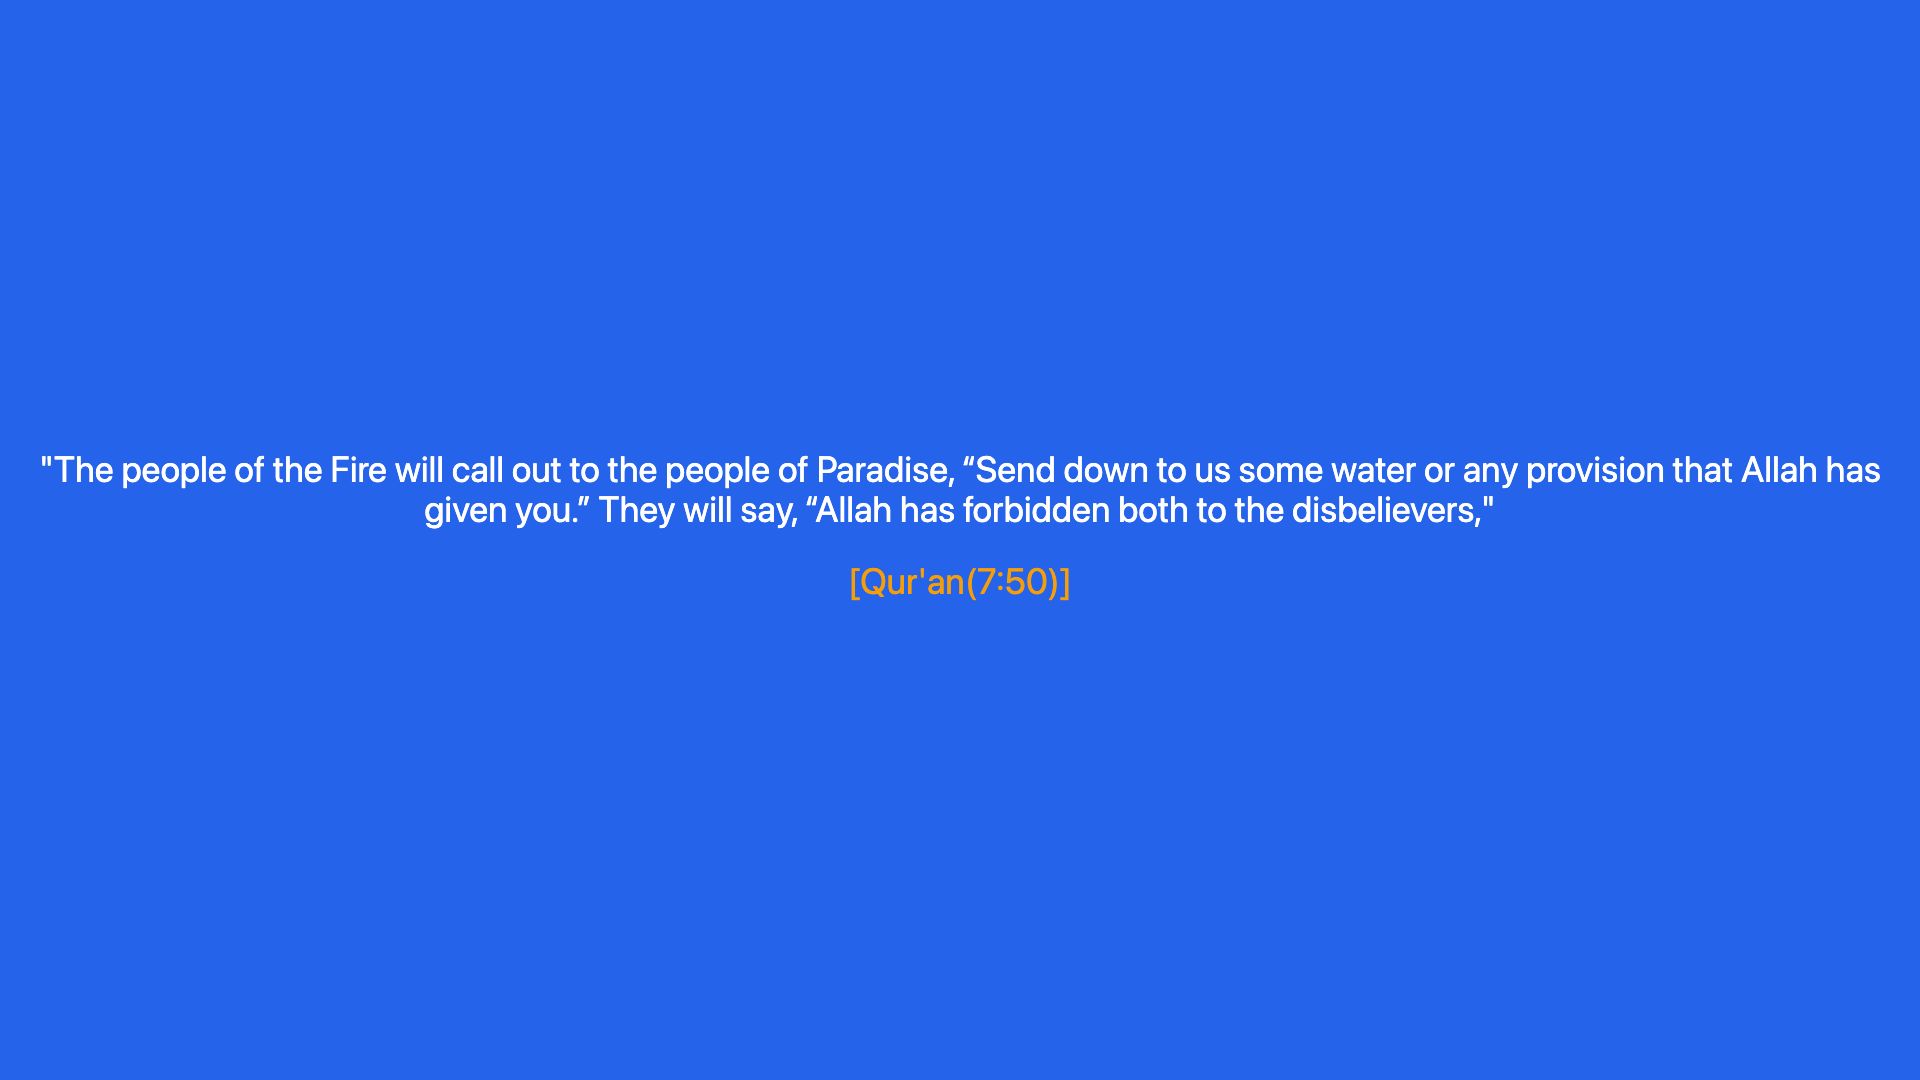 "The people of the Fire will call out to the people of Paradise, “Send down to us some water or any provision that Allah has
given you.” They will say, “Allah has forbidden both to the disbelievers,"
[Qur'an(7:50)]